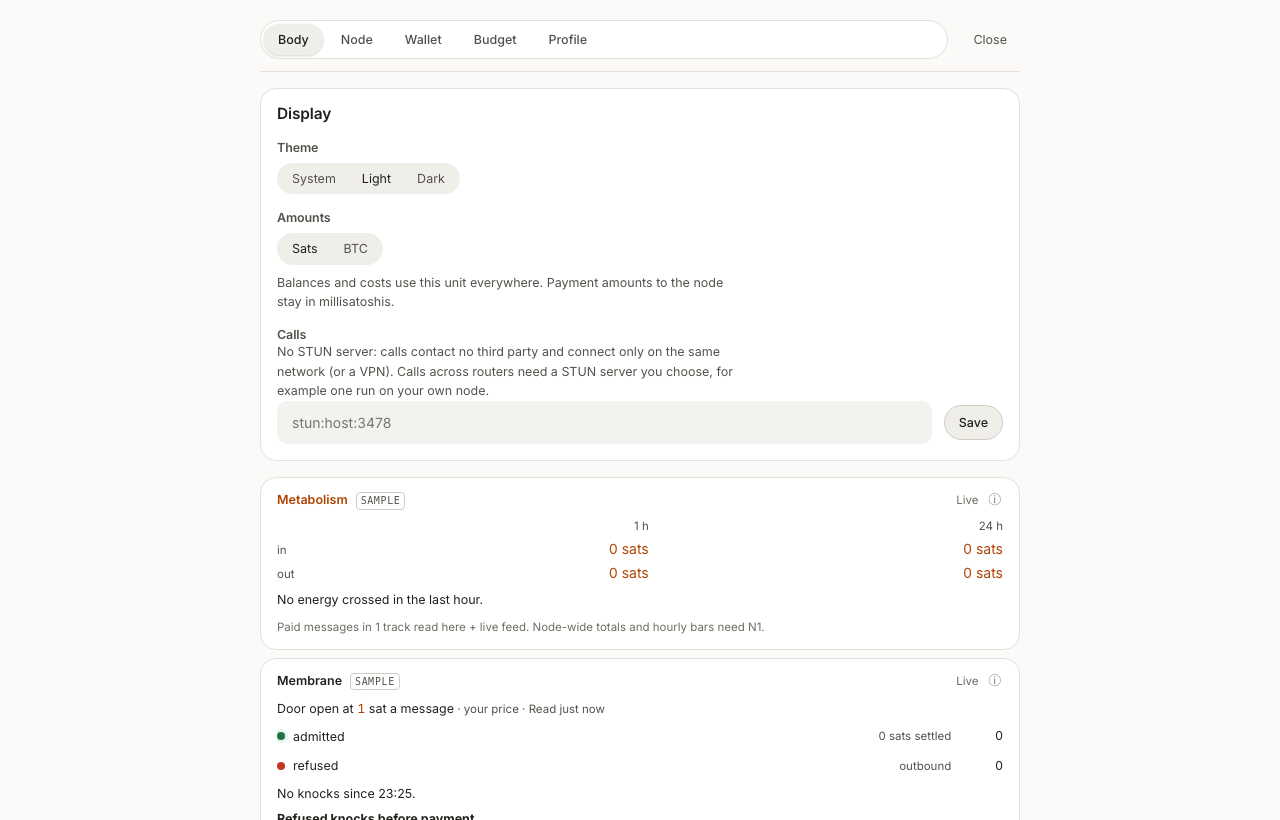 Body Node Wallet Budget Profile Close
Display
Theme
System Light Dark
Amounts
Sats BTC
Balances and costs use this unit everywhere. Payment amounts to the node
stay in millisatoshis.
Calls
No STUN server: calls contact no third party and connect only on the same
network (or a VPN). Calls across routers need a STUN server you choose, for
example one run on your own node.
stun:host:3478 Save
Metabolism SAMPLE Live ⓘ
1 h 24 h
in 0 sats 0 sats
out 0 sats 0 sats
No energy crossed in the last hour.
Paid messages in 1 track read here + live feed. Node-wide totals and hourly bars need N1.
Membrane SAMPLE Live ⓘ
Door open at 1 sat a message · your price · Read just now
admitted 0 sats settled 0
refused outbound 0
No knocks since 23:25.
Refused knocks before payment